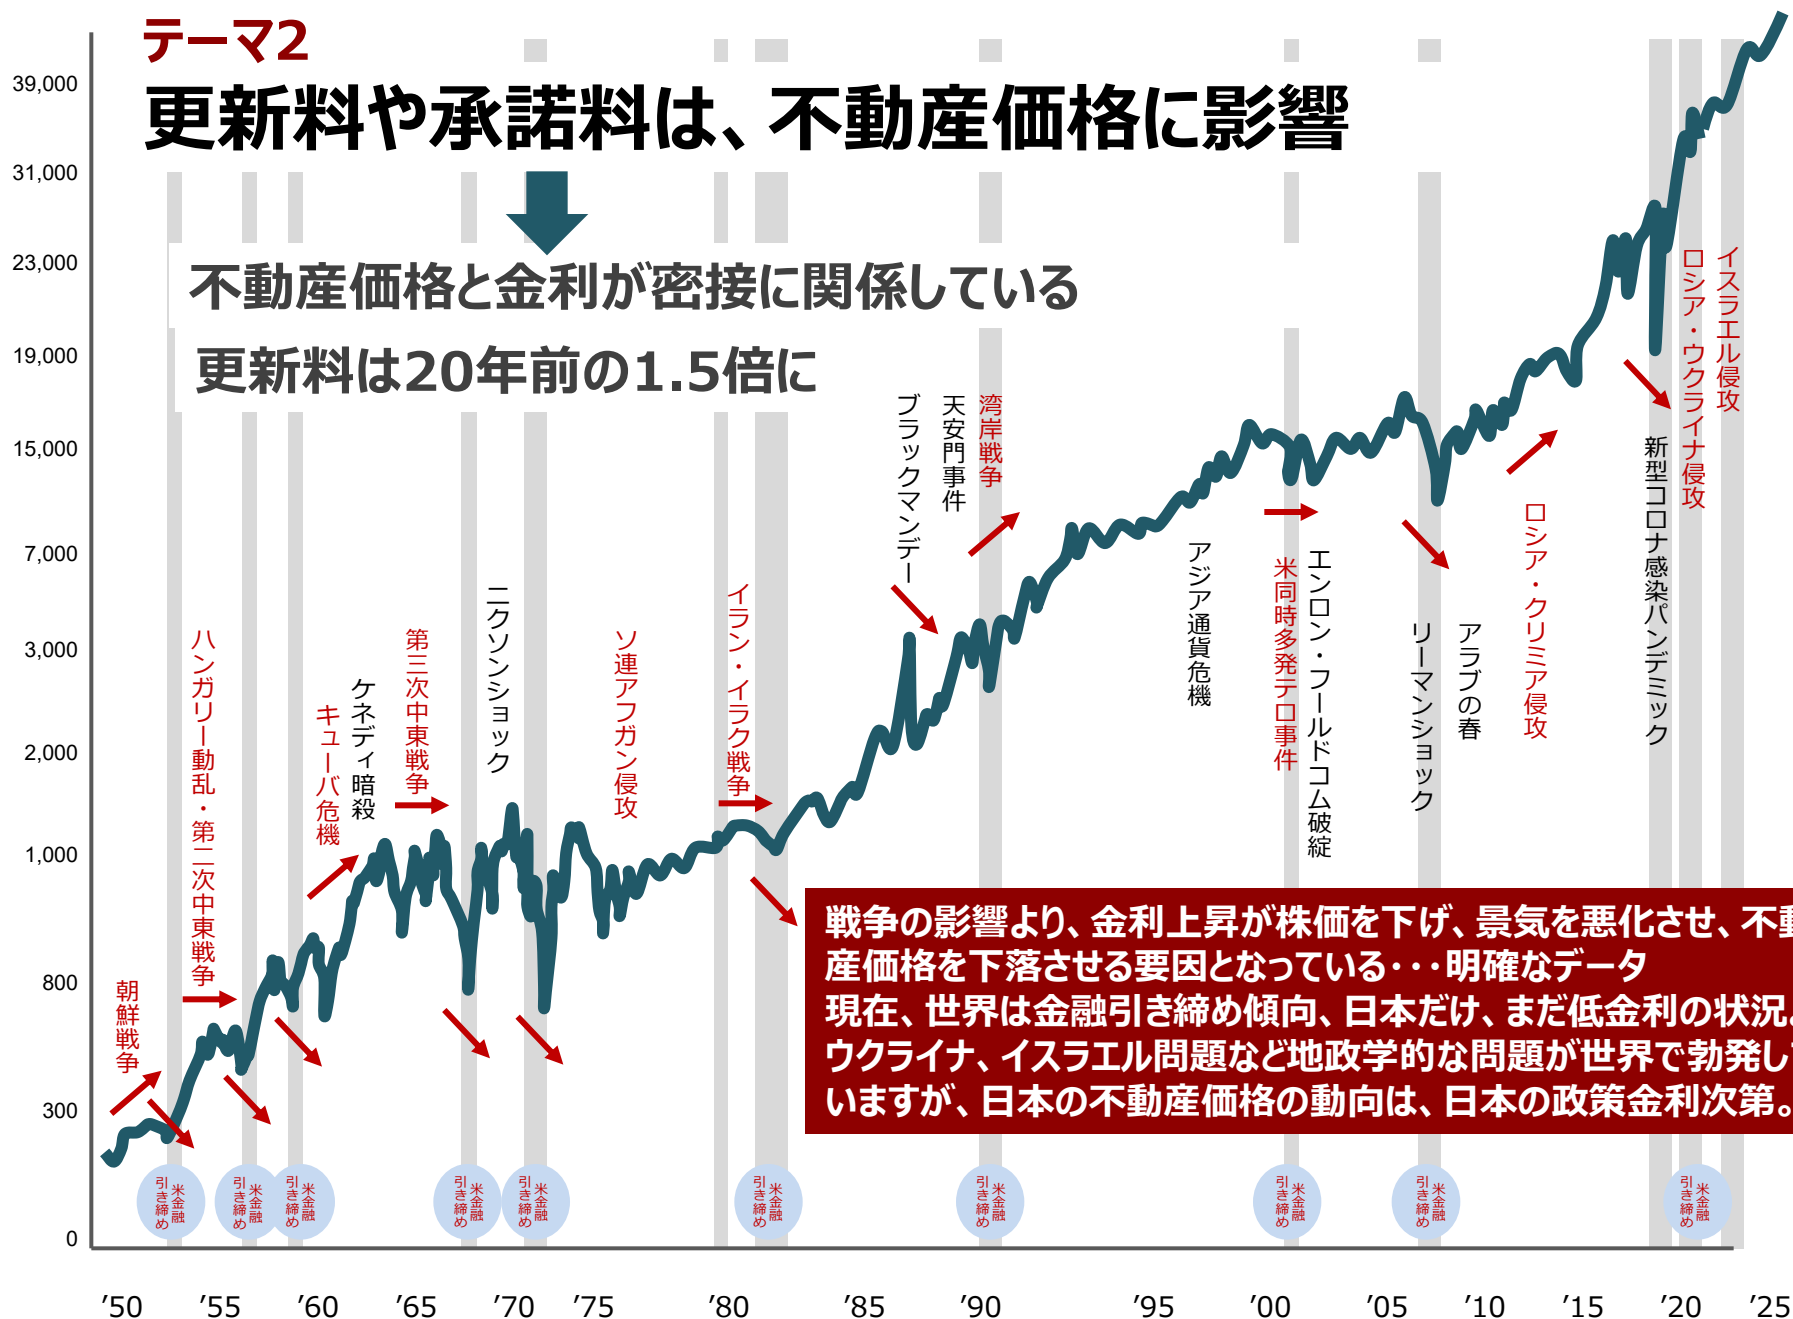 テーマ2
更新料や承諾料は、不動産価格に影響
不動産価格と金利が密接に関係している
更新料は20年前の1.5倍に
39,000
31,000
23,000
19,000
15,000
7,000
3,000
2,000
1,000
800
300
0
朝鮮戦争
ハンガリー動乱・第二次中東戦争
キューバ危機
ケネディ暗殺
第三次中東戦争
ニクソンショック
ソ連アフガン侵攻
イラン・イラク戦争
ブラックマンデー
天安門事件
湾岸戦争
アジア通貨危機
米同時多発テロ事件
エンロン・フールドコム破綻
リーマンショック
アラブの春
ロシア・クリミア侵攻
新型コロナ感染パンデミック
ロシア・ウクライナ侵攻
イスラエル侵攻
戦争の影響より、金利上昇が株価を下げ、景気を悪化させ、不動
産価格を下落させる要因となっている・・・明確なデータ
現在、世界は金融引き締め傾向、日本だけ、まだ低金利の状況。
ウクライナ、イスラエル問題など地政学的な問題が世界で勃発して
いますが、日本の不動産価格の動向は、日本の政策金利次第。
米金融
引き締め
米金融
引き締め
米金融
引き締め
米金融
引き締め
米金融
引き締め
米金融
引き締め
米金融
引き締め
米金融
引き締め
米金融
引き締め
米金融
引き締め
’50 ’55 ’60 ’65 ’70 ’75 ’80 ’85 ’90 ’95 ’00 ’05 ’10 ’15 ’20 ’25